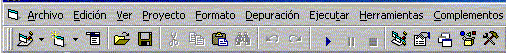 Archivo Edición Ver Proyecto Formato Depuración Ejecutar Herramientas Complementos